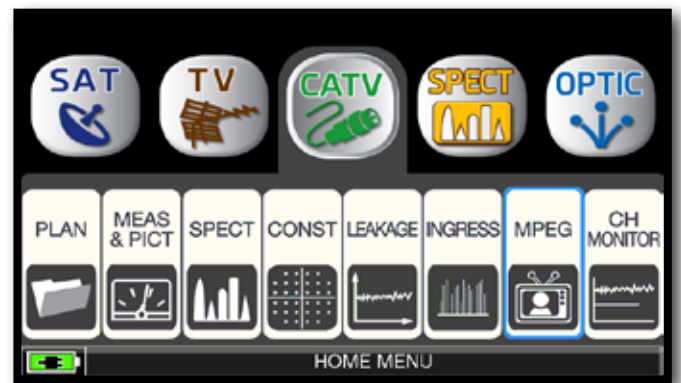 SAT
TV
CATV
SPECT
OPTIC
PLAN
MEAS
& PICT
SPECT
CONST
LEAKAGE
INGRESS
MPEG
CH
MONITOR
HOME MENU